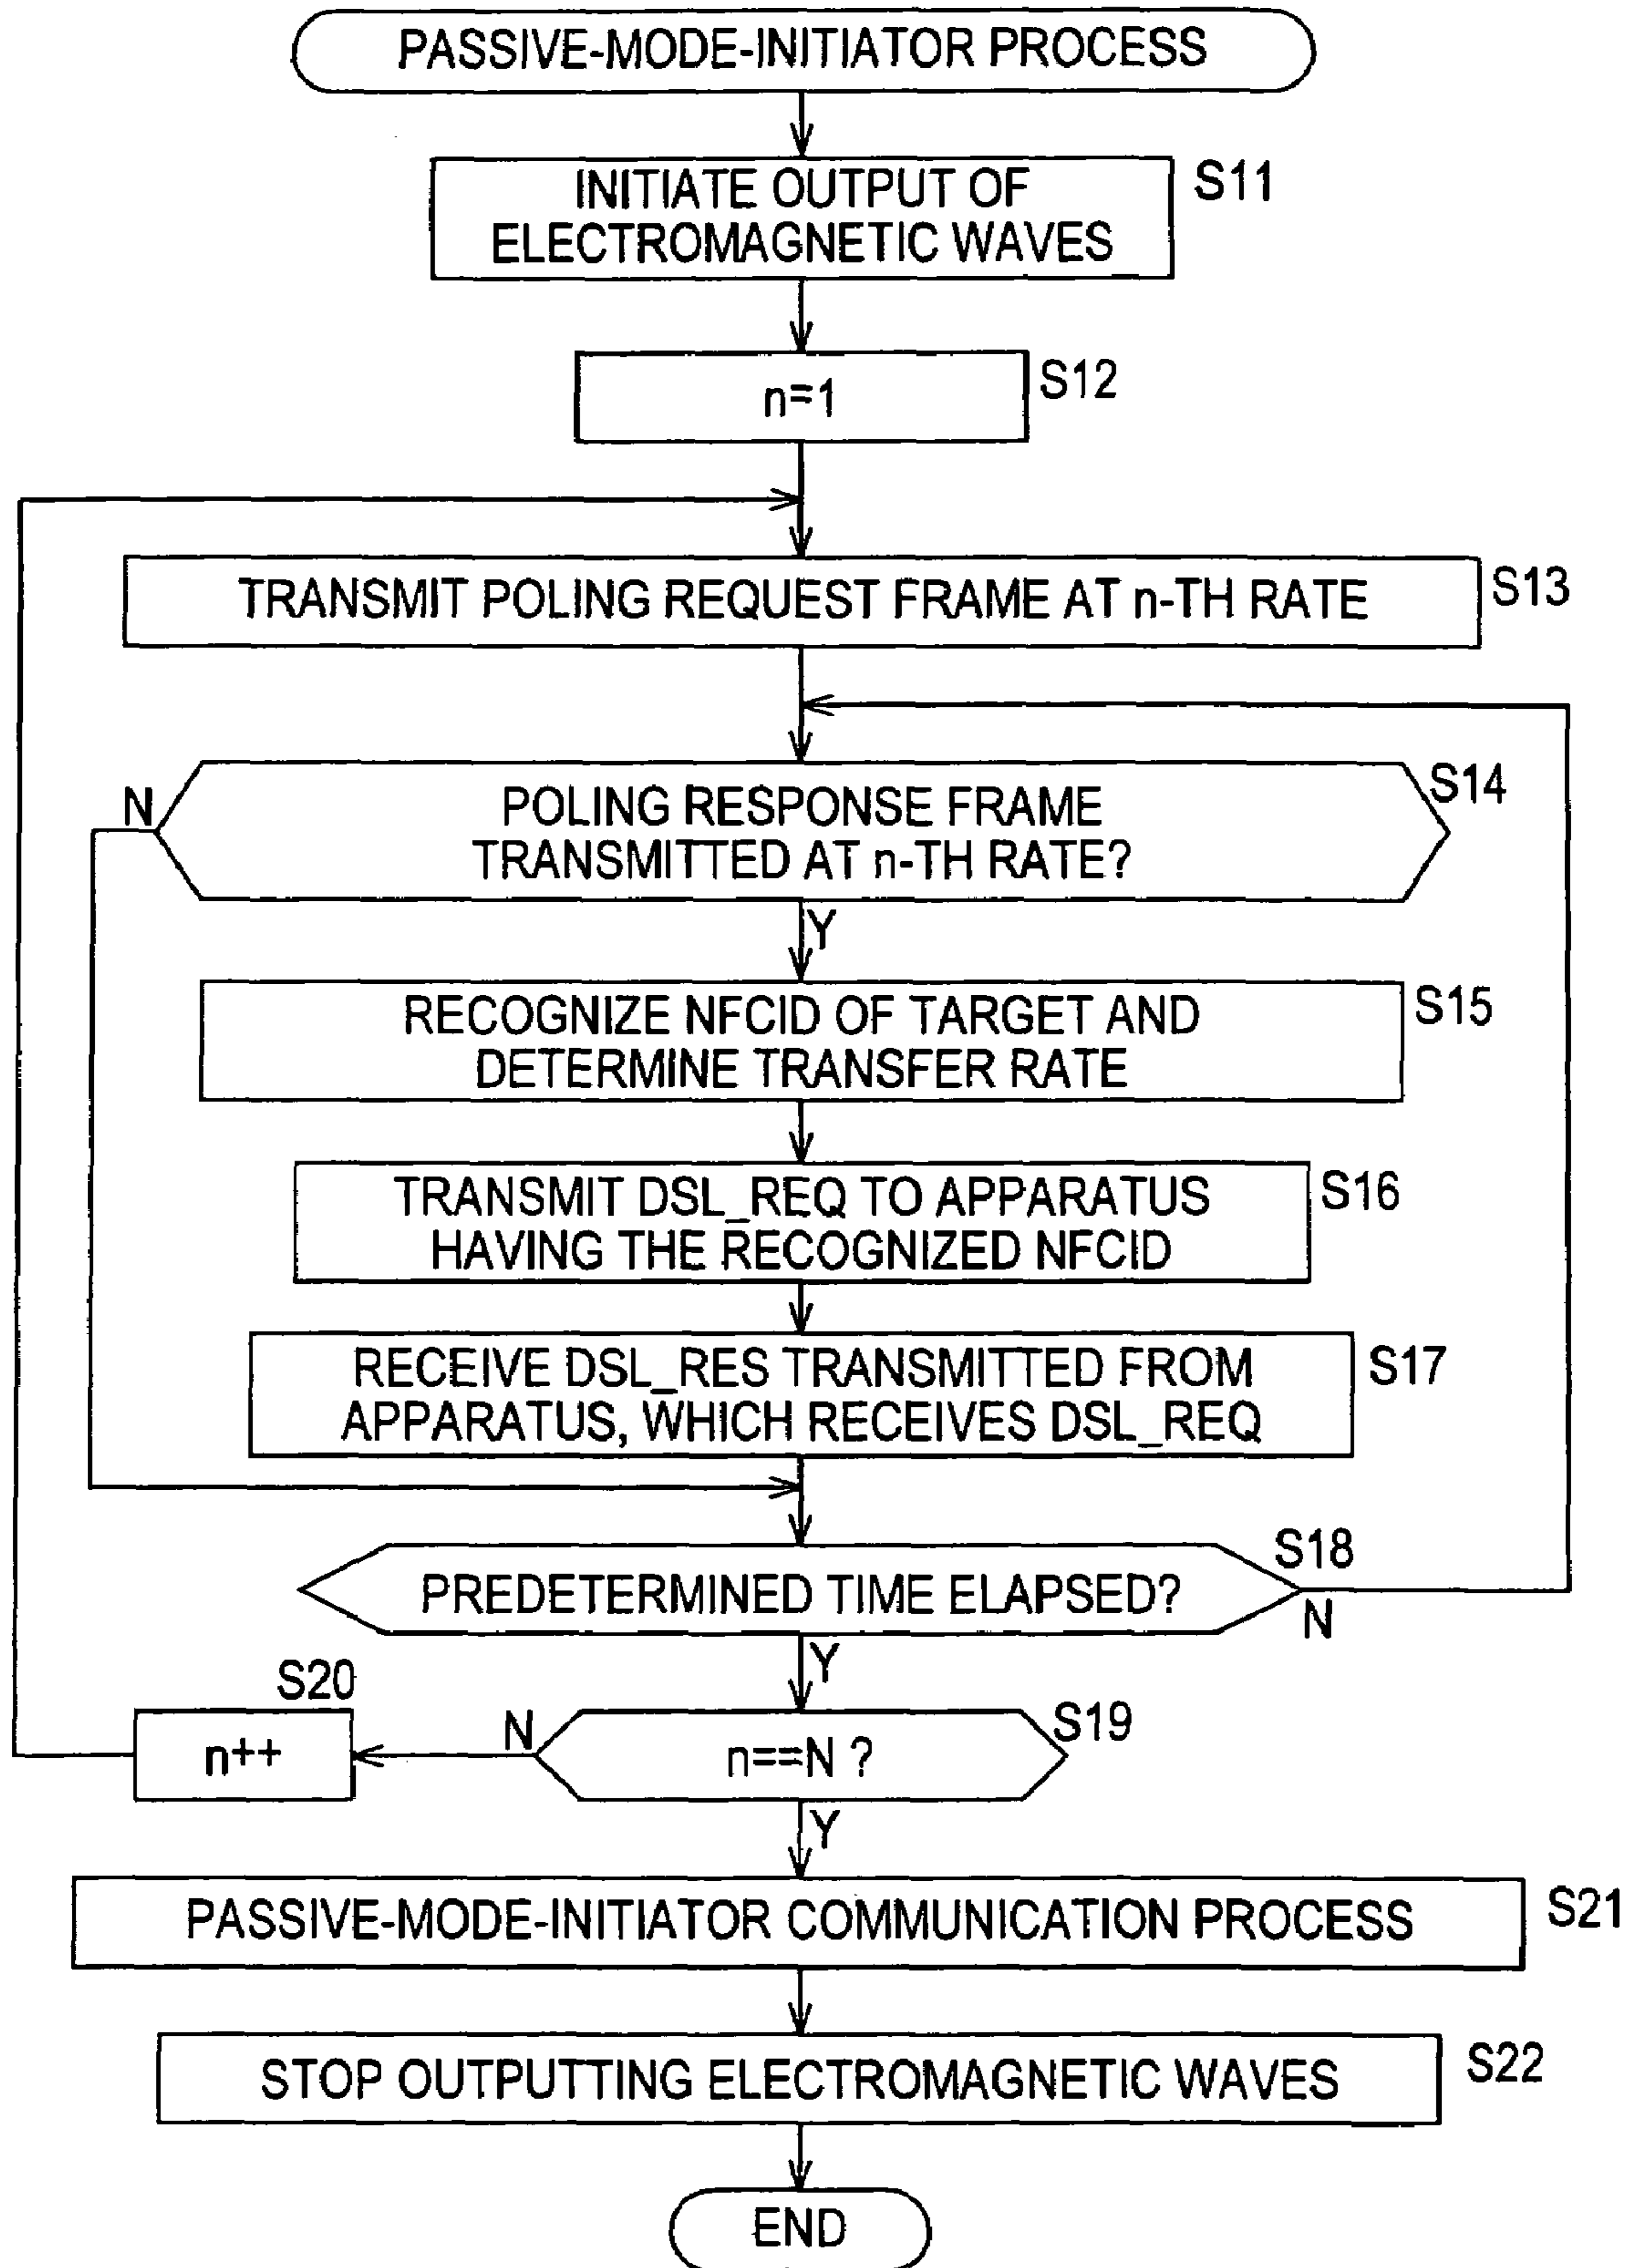 PASSIVE-MODE-INITIATOR PROCESS
INITIATE OUTPUT OF
ELECTROMAGNETIC WAVES
S11
n=1
S12
TRANSMIT POLING REQUEST FRAME AT n-TH RATE
S13
POLING RESPONSE FRAME
TRANSMITTED AT n-TH RATE?
S14
N
Y
RECOGNIZE NFCID OF TARGET AND
DETERMINE TRANSFER RATE
S15
TRANSMIT DSL_REQ TO APPARATUS
HAVING THE RECOGNIZED NFCID
S16
RECEIVE DSL_RES TRANSMITTED FROM
APPARATUS, WHICH RECEIVES DSL_REQ
S17
PREDETERMINED TIME ELAPSED?
S18
N
Y
S20
n++
N
n==N ?
S19
Y
PASSIVE-MODE-INITIATOR COMMUNICATION PROCESS
S21
STOP OUTPUTTING ELECTROMAGNETIC WAVES
S22
END